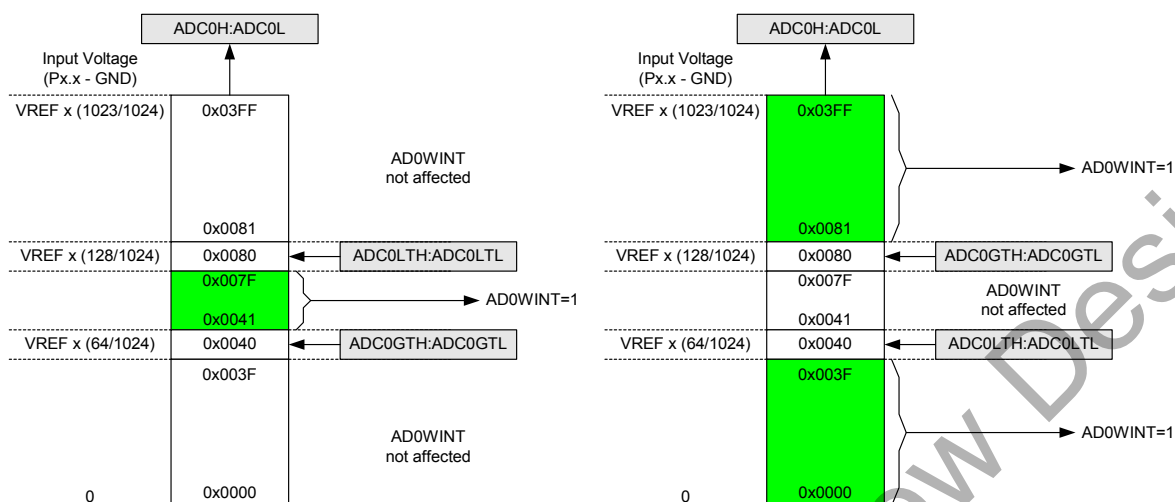 ADC0H:ADC0L
Input Voltage
(Px.x - GND)
VREF x (1023/1024)
0x03FF
AD0WINT
not affected
0x0081
VREF x (128/1024)
0x0080
ADC0LTH:ADC0LTL
0x007F
AD0WINT=1
0x0041
VREF x (64/1024)
0x0040
ADC0GTH:ADC0GTL
0x003F
AD0WINT
not affected
0
0x0000
ADC0H:ADC0L
Input Voltage
(Px.x - GND)
VREF x (1023/1024)
0x03FF
AD0WINT=1
0x0081
VREF x (128/1024)
0x0080
ADC0GTH:ADC0GTL
0x007F
AD0WINT
not affected
0x0041
VREF x (64/1024)
0x0040
ADC0LTH:ADC0LTL
0x003F
AD0WINT=1
0
0x0000